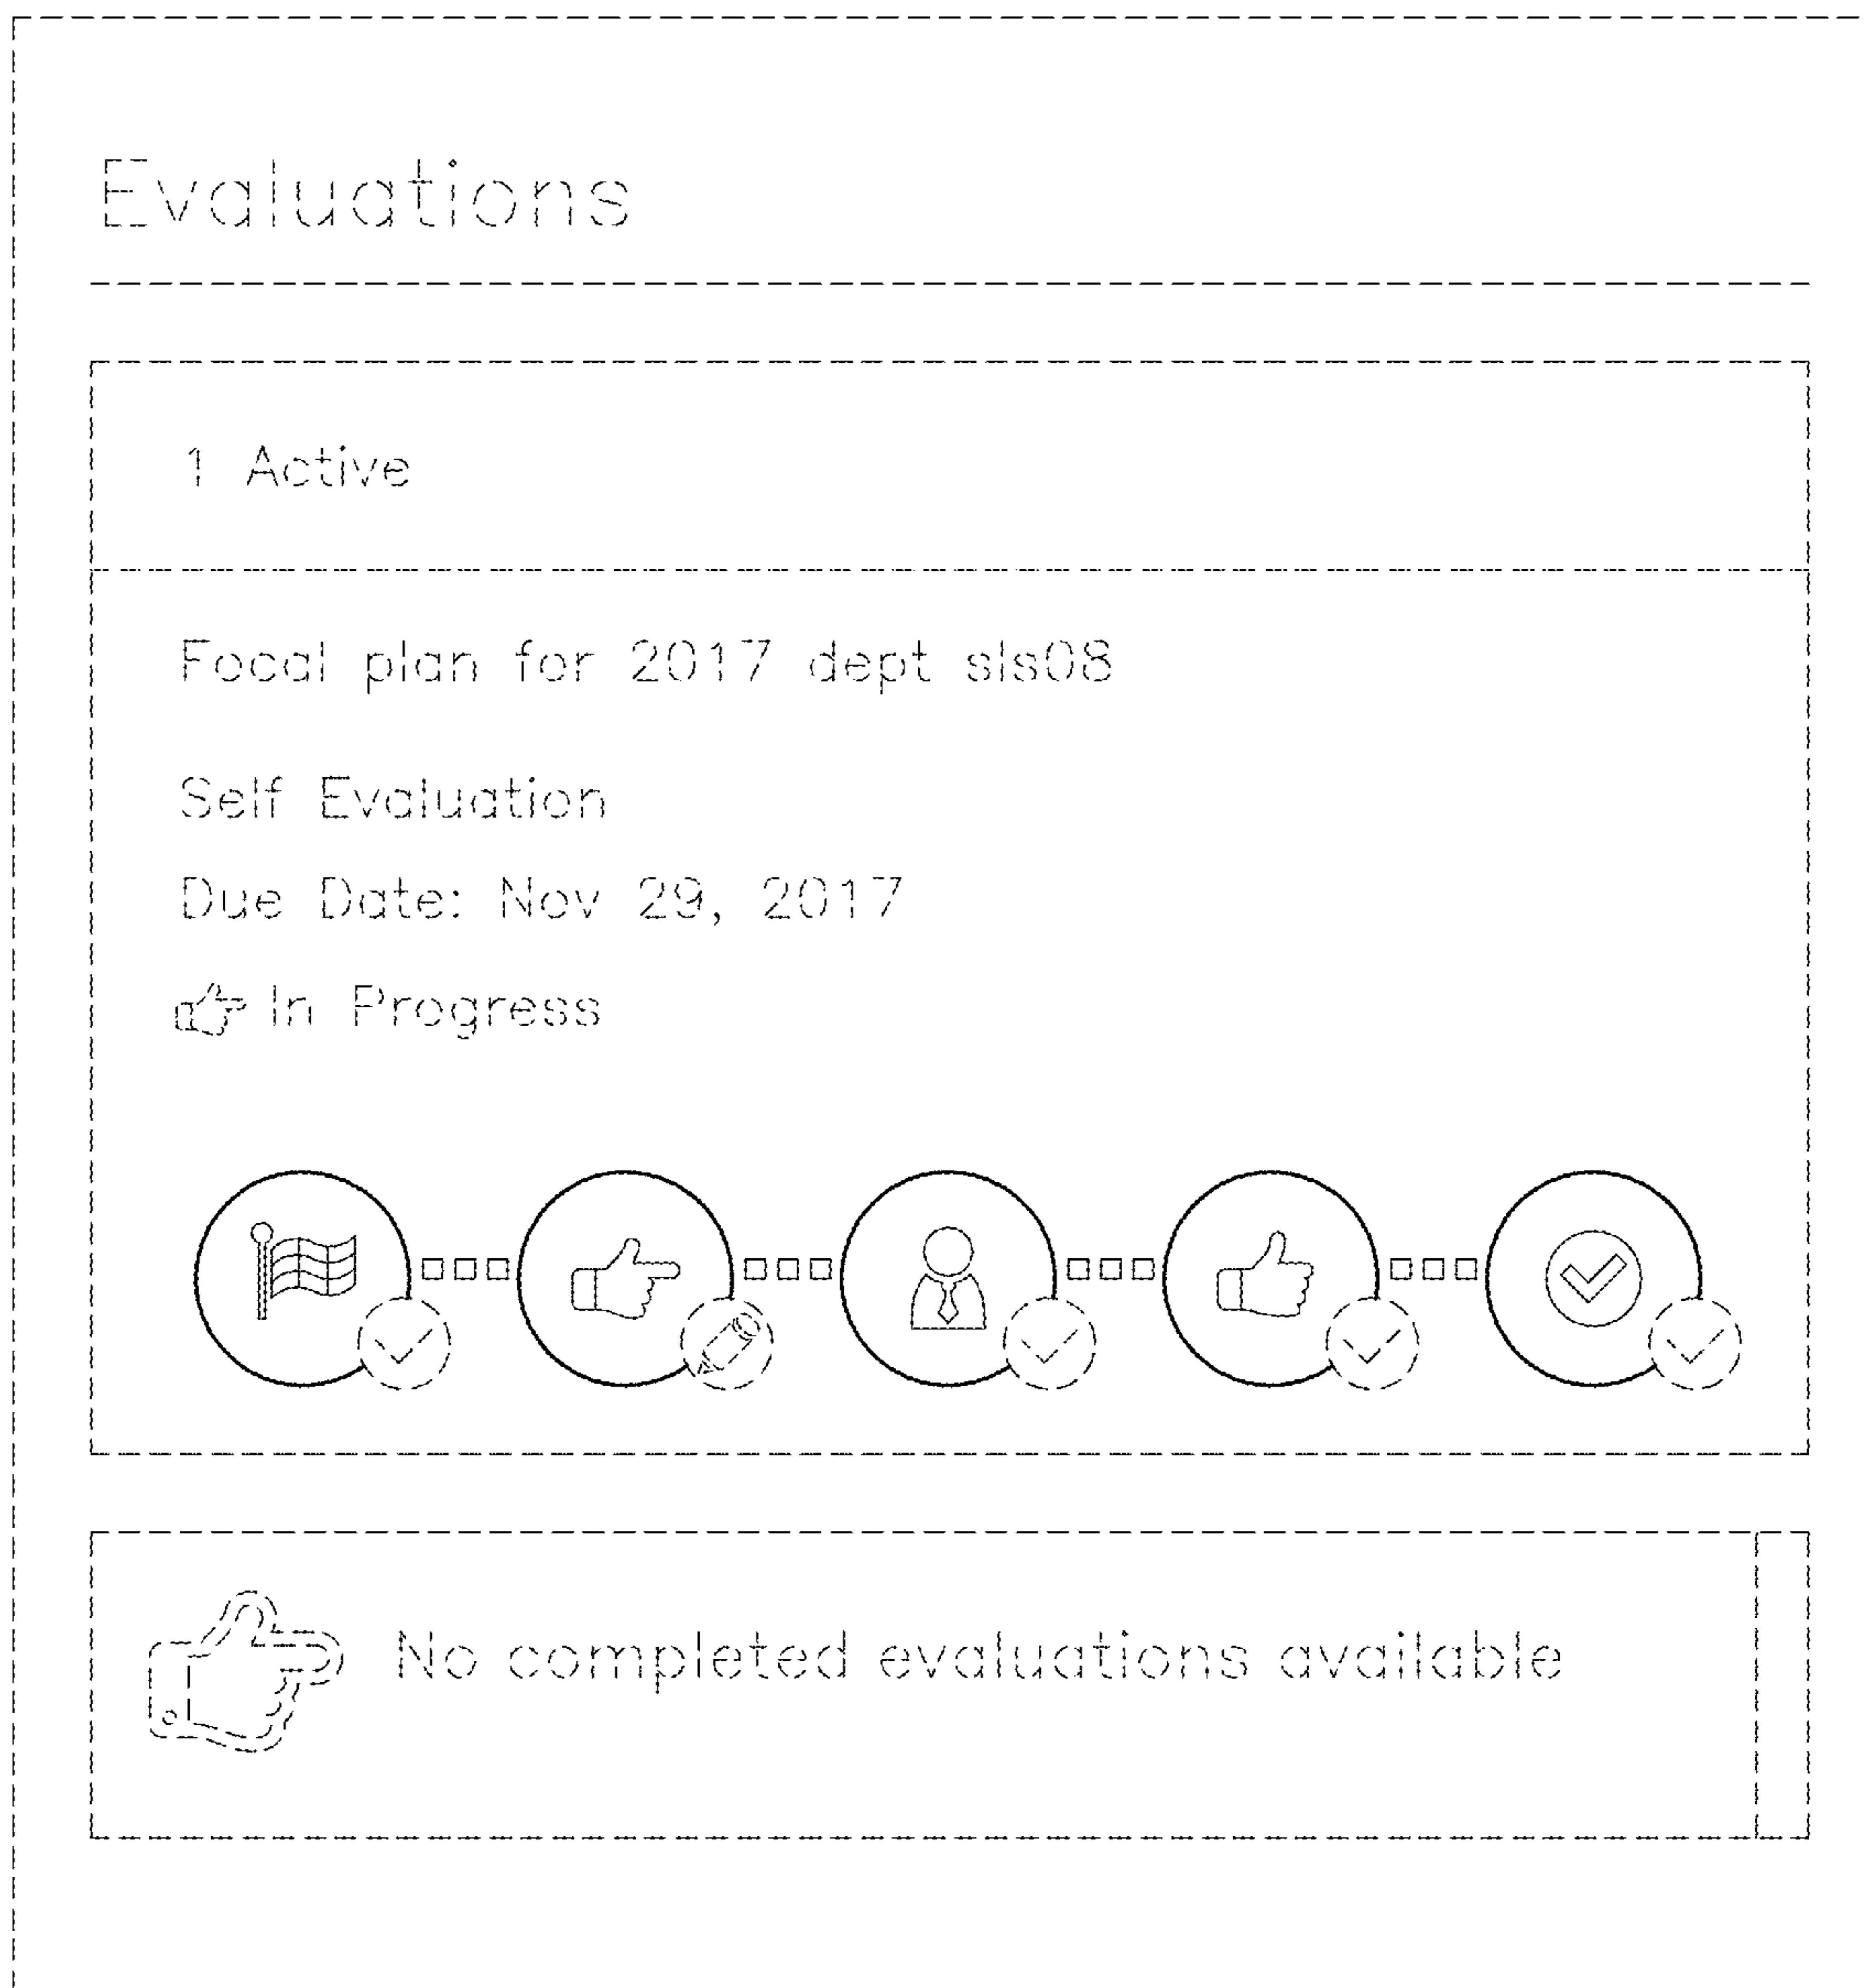 Evaluations
1 Active
Focal plan for 2017 dept sls08
Self Evaluation
Due Date: Nov 29, 2017
In Progress
No completed evaluations available